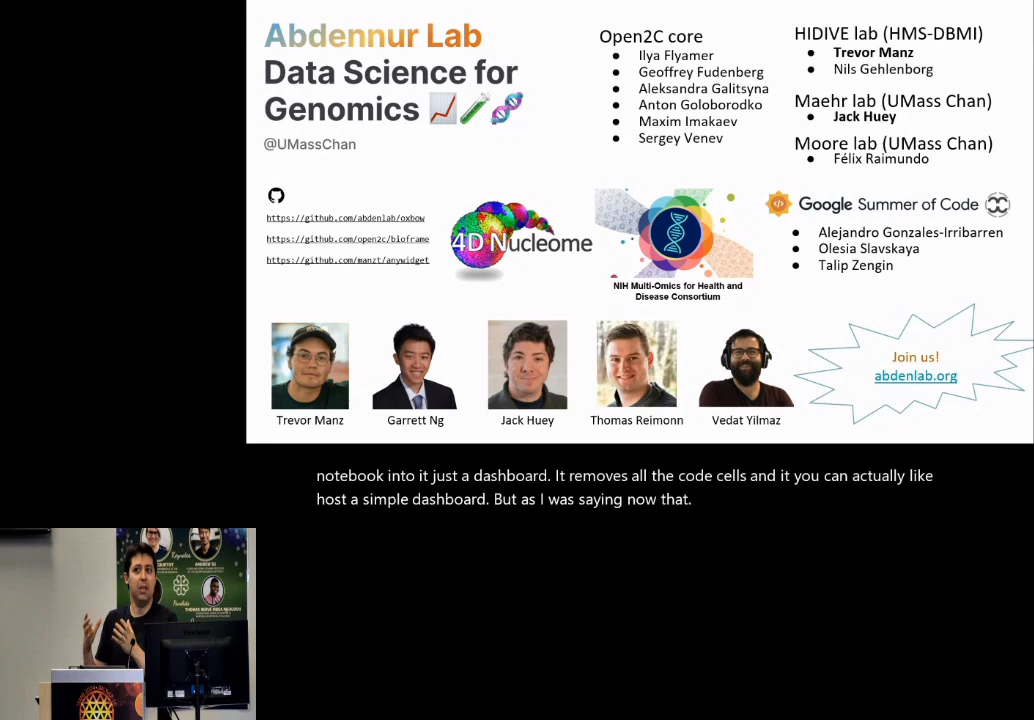 Abdennur Lab
Data Science for
Genomics
@UMassChan
https://github.com/abdenlab/oxbow
https://github.com/open2c/bioframe
https://github.com/manzt/anywidget
Open2C core
Ilya Flyamer
Geoffrey Fudenberg
Aleksandra Galitsyna
Anton Goloborodko
Maxim Imakaev
Sergey Venev
HIDIVE lab (HMS-DBMI)
Trevor Manz
Nils Gehlenborg
Maehr lab (UMass Chan)
Jack Huey
Moore lab (UMass Chan)
Félix Raimundo
4D Nucleome
NIH Multi-Omics for Health and
Disease Consortium
Google Summer of Code
Alejandro Gonzales-Irribarren
Olesia Slavskaya
Talip Zengin
Trevor Manz
Garrett Ng
Jack Huey
Thomas Reimonn
Vedat Yilmaz
Join us!
abdenlab.org
notebook into it just a dashboard. It removes all the code cells and it you can actually like
host a simple dashboard. But as I was saying now that.
Keynotes
ANDREW SU
Panelists
ViewSonic